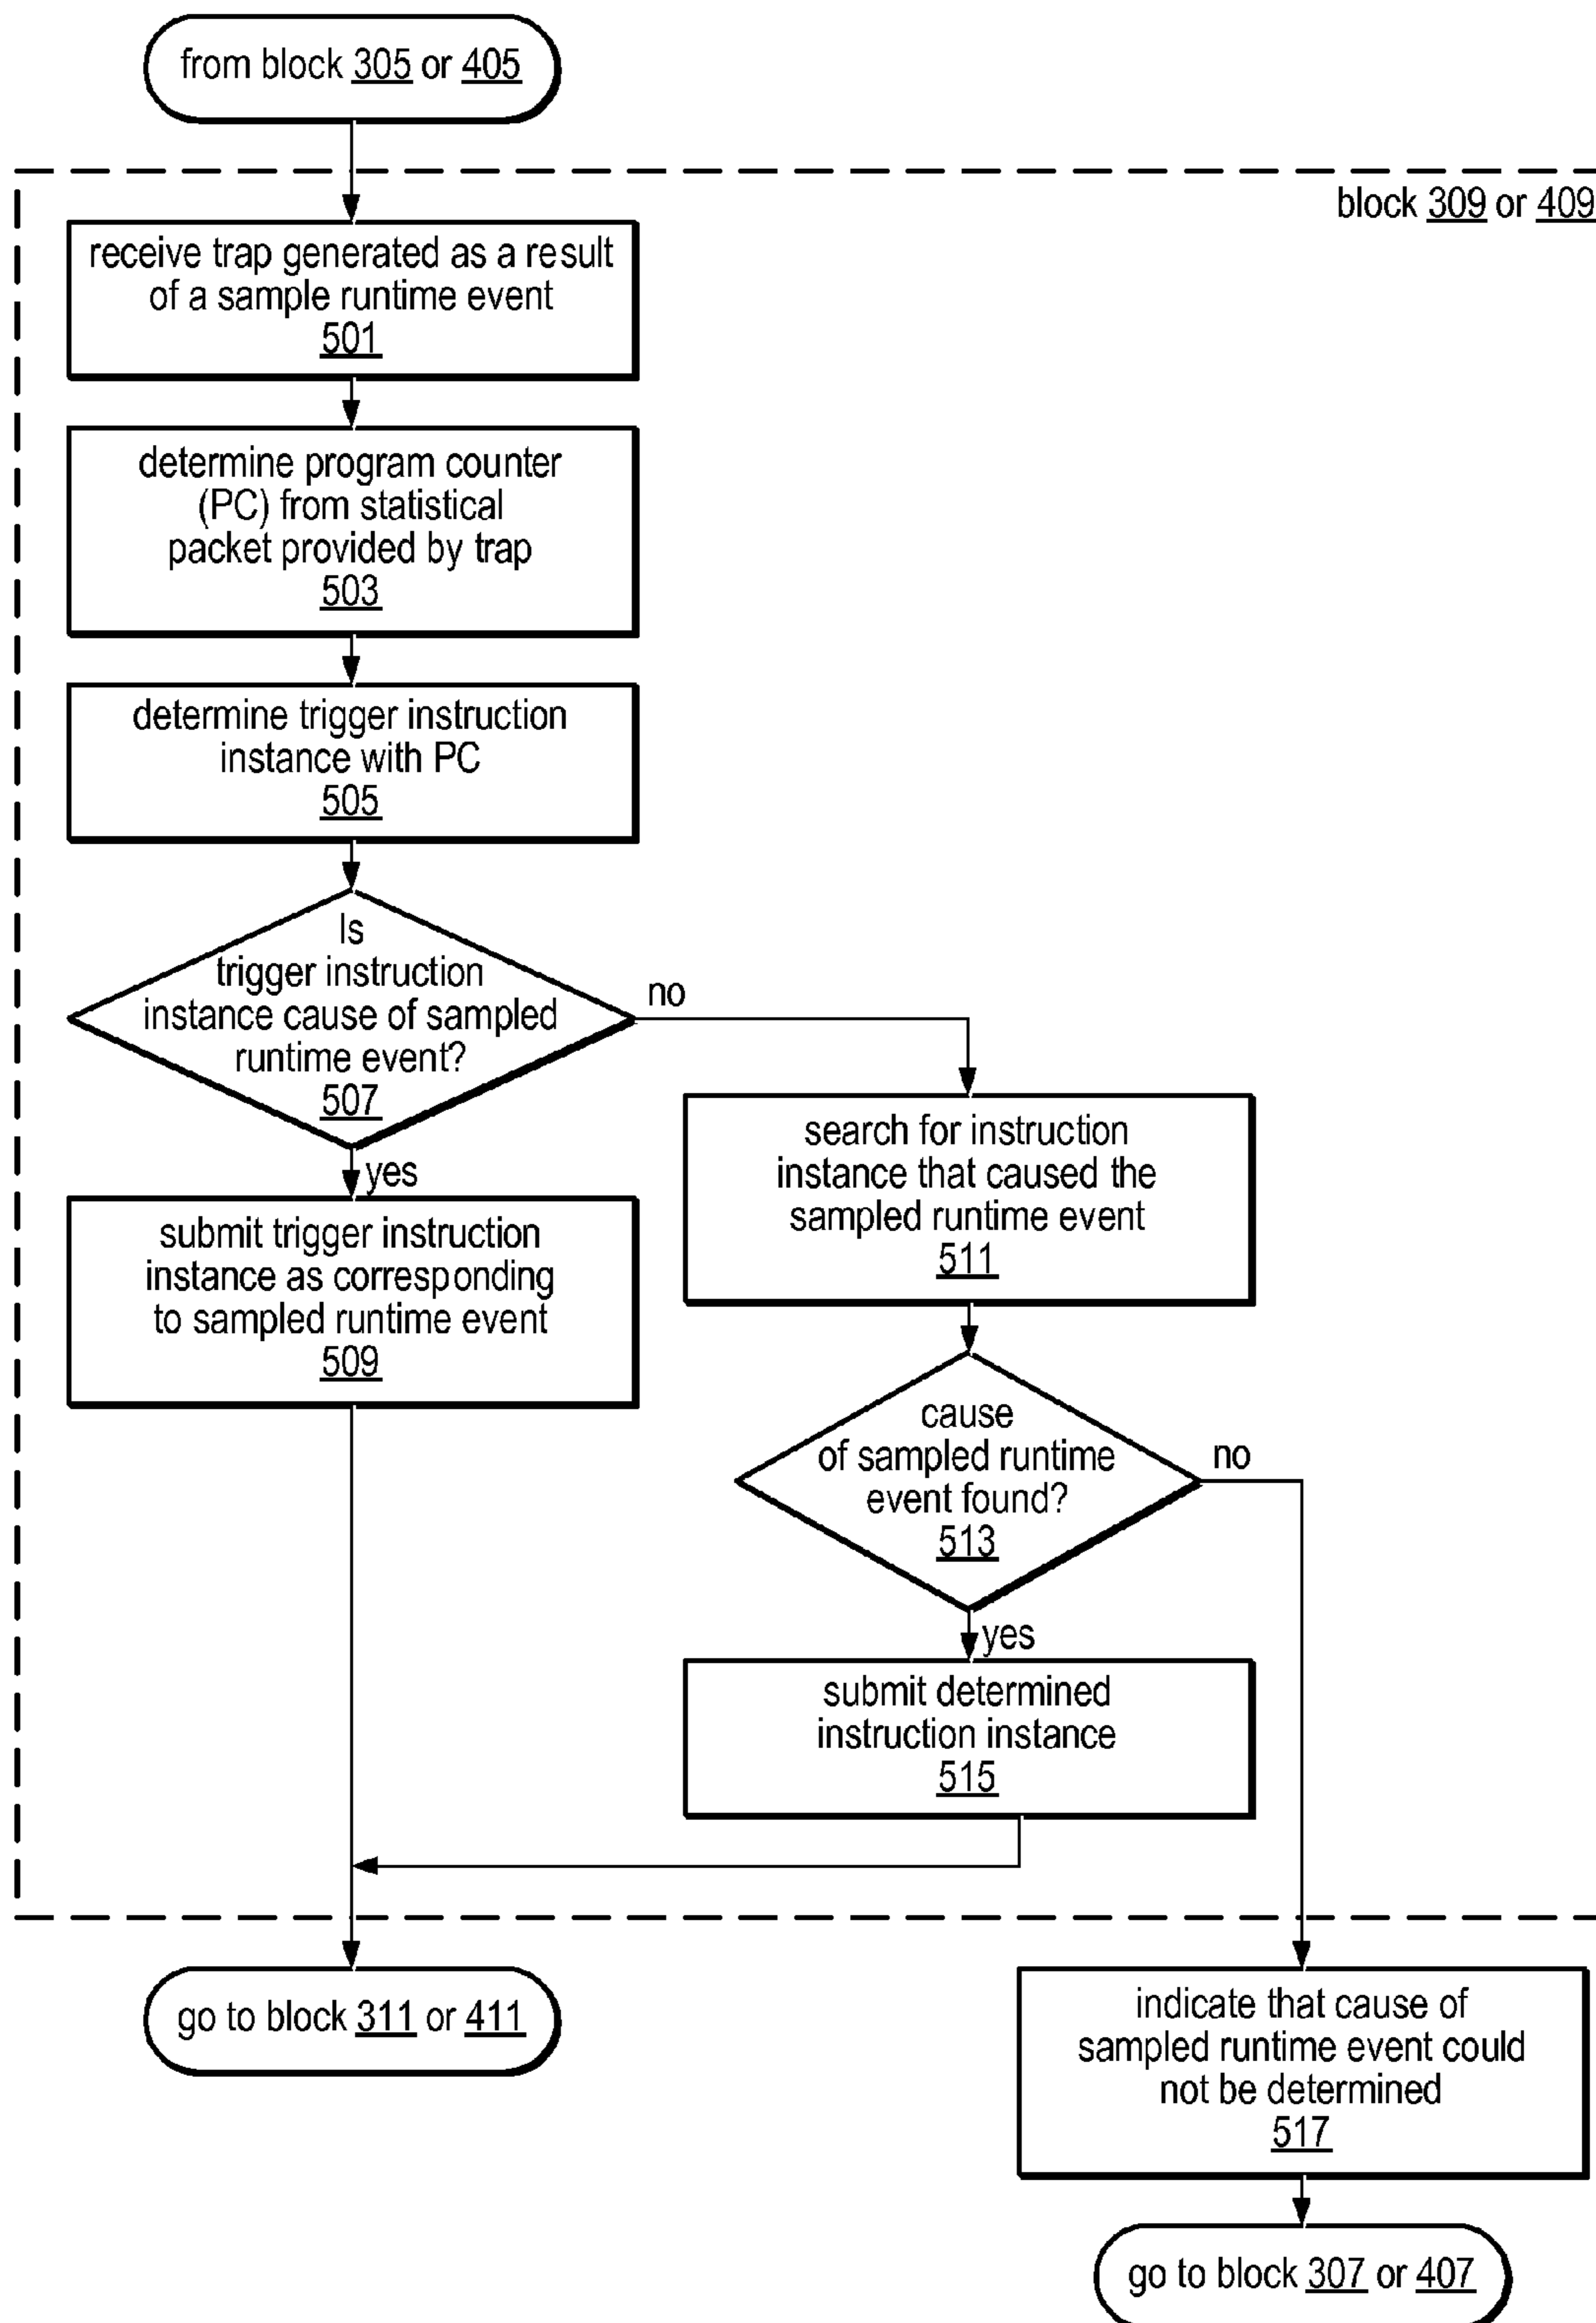 from block 305 or 405
block 309 or 409
receive trap generated as a result
of a sample runtime event
501
determine program counter
(PC) from statistical
packet provided by trap
503
determine trigger instruction
instance with PC
505
Is
trigger instruction
instance cause of sampled
runtime event?
507
no
yes
submit trigger instruction
instance as corresponding
to sampled runtime event
509
search for instruction
instance that caused the
sampled runtime event
511
cause
of sampled runtime
event found?
513
no
yes
submit determined
instruction instance
515
go to block 311 or 411
indicate that cause of
sampled runtime event could
not be determined
517
go to block 307 or 407